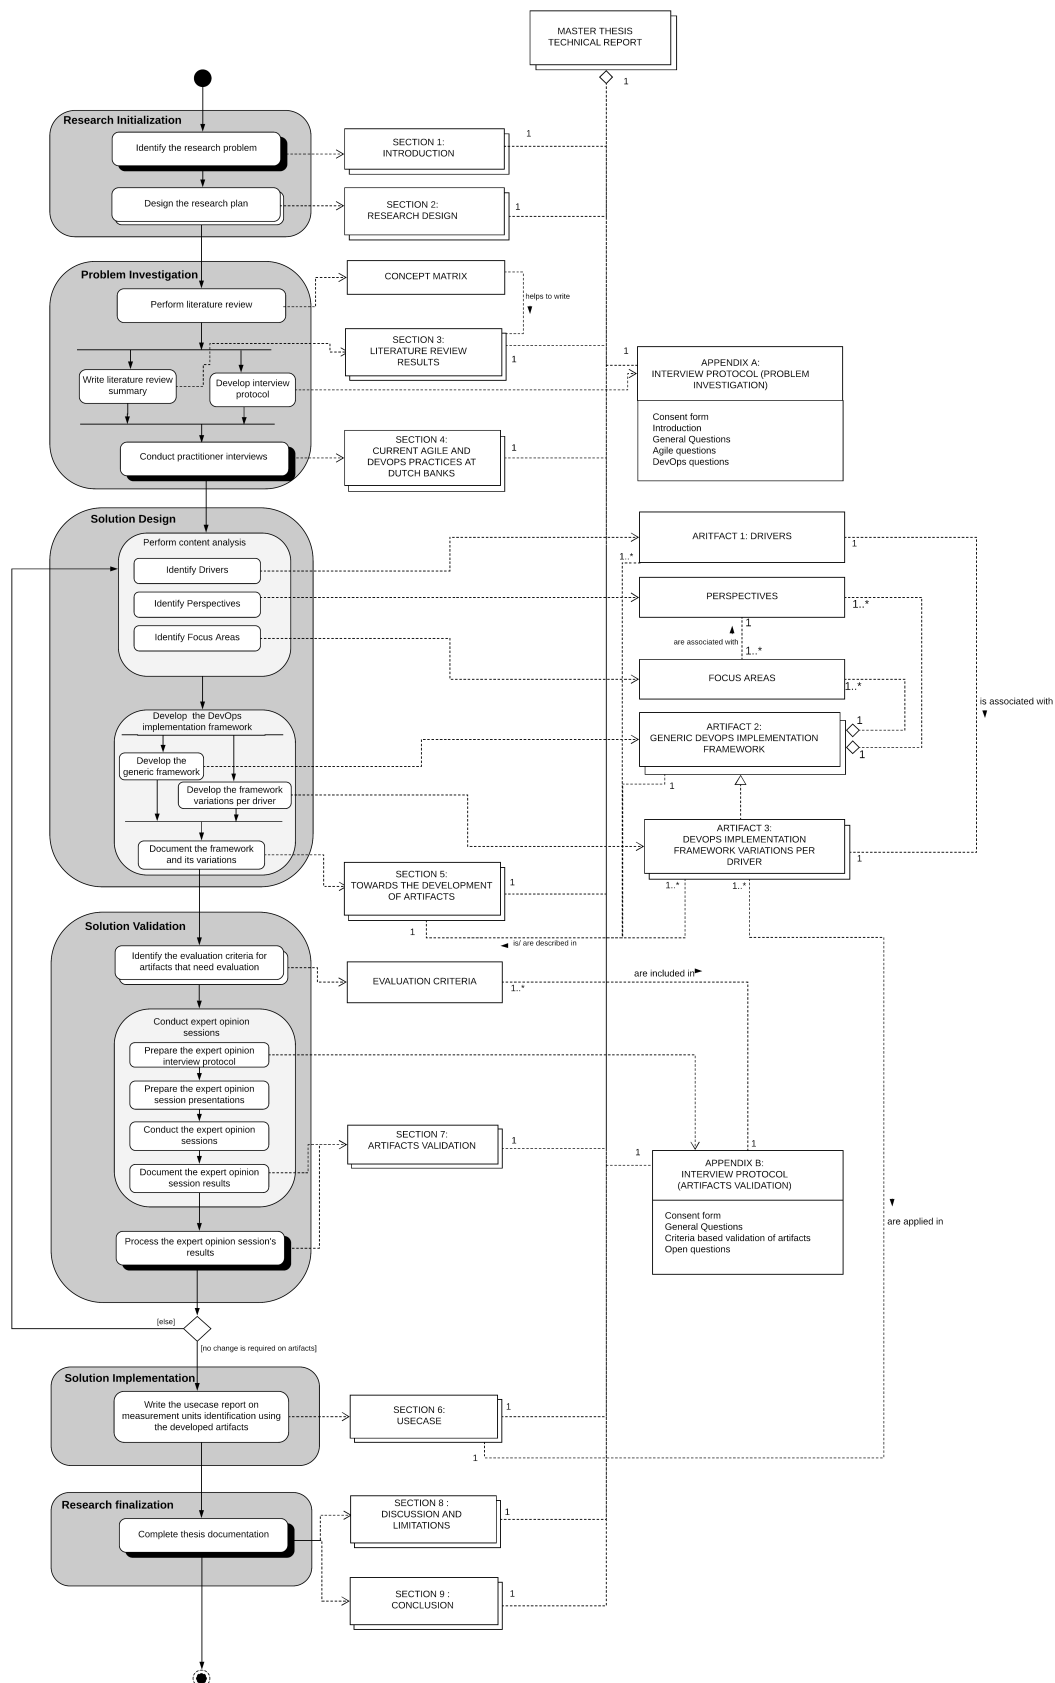 MASTER THESIS
TECHNICAL REPORT
1
Research Initialization
Identify the research problem
SECTION 1:
INTRODUCTION
1
Design the research plan
SECTION 2:
RESEARCH DESIGN
1
Problem Investigation
Perform literature review
CONCEPT MATRIX
helps to write
SECTION 3:
LITERATURE REVIEW
RESULTS
1
Write literature review
summary
Develop interview
protocol
1
APPENDIX A:
INTERVIEW PROTOCOL (PROBLEM
INVESTIGATION)
Consent form
Introduction
General Questions
Agile questions
DevOps questions
Conduct practitioner interviews
SECTION 4:
CURRENT AGILE AND
DEVOPS PRACTICES AT
DUTCH BANKS
1
Solution Design
Perform content analysis
Identify Drivers
Identify Perspectives
Identify Focus Areas
ARITFACT 1: DRIVERS
1
1..*
PERSPECTIVES
1..*
1
are associated with
1..*
FOCUS AREAS
1..*
is associated with
ARTIFACT 2:
GENERIC DEVOPS IMPLEMENTATION
FRAMEWORK
1
1
1
Develop the DevOps
implementation framework
Develop the
generic framework
Develop the framework
variations per driver
Document the framework
and its variations
ARTIFACT 3:
DEVOPS IMPLEMENTATION
FRAMEWORK VARIATIONS PER
DRIVER
1
1..*
1..*
SECTION 5:
TOWARDS THE DEVELOPMENT
OF ARTIFACTS
1
1
is/ are described in
Solution Validation
Identify the evaluation criteria for
artifacts that need evaluation
EVALUATION CRITERIA
1..*
are included in
Conduct expert opinion
sessions
Prepare the expert opinion
interview protocol
Prepare the expert opinion
session presentations
Conduct the expert opinion
sessions
Document the expert opinion
session results
SECTION 7:
ARTIFACTS VALIDATION
1
1
1
APPENDIX B:
INTERVIEW PROTOCOL
(ARTIFACTS VALIDATION)
Consent form
General Questions
Criteria based validation of artifacts
Open questions
are applied in
Process the expert opinion session's
results
[else]
[no change is required on artifacts]
Solution Implementation
Write the usecase report on
measurement units identification using
the developed artifacts
SECTION 6:
USECASE
1
1
Research finalization
Complete thesis documentation
SECTION 8 :
DISCUSSION AND
LIMITATIONS
1
SECTION 9 :
CONCLUSION
1